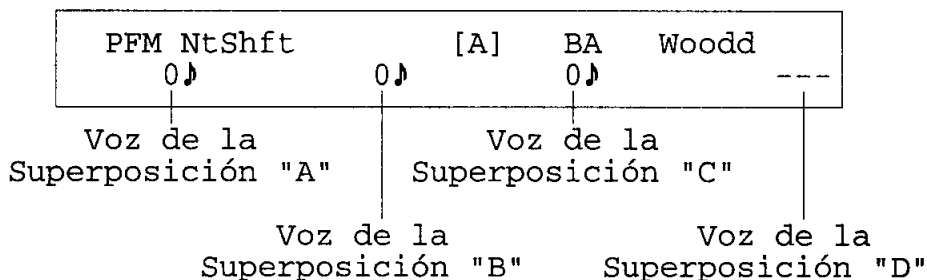 PFM NtShft [A] BA Woodd
0♪ 0♪ 0♪ ---
Voz de la Superposición "A"
Voz de la Superposición "C"
Voz de la Superposición "B"
Voz de la Superposición "D"